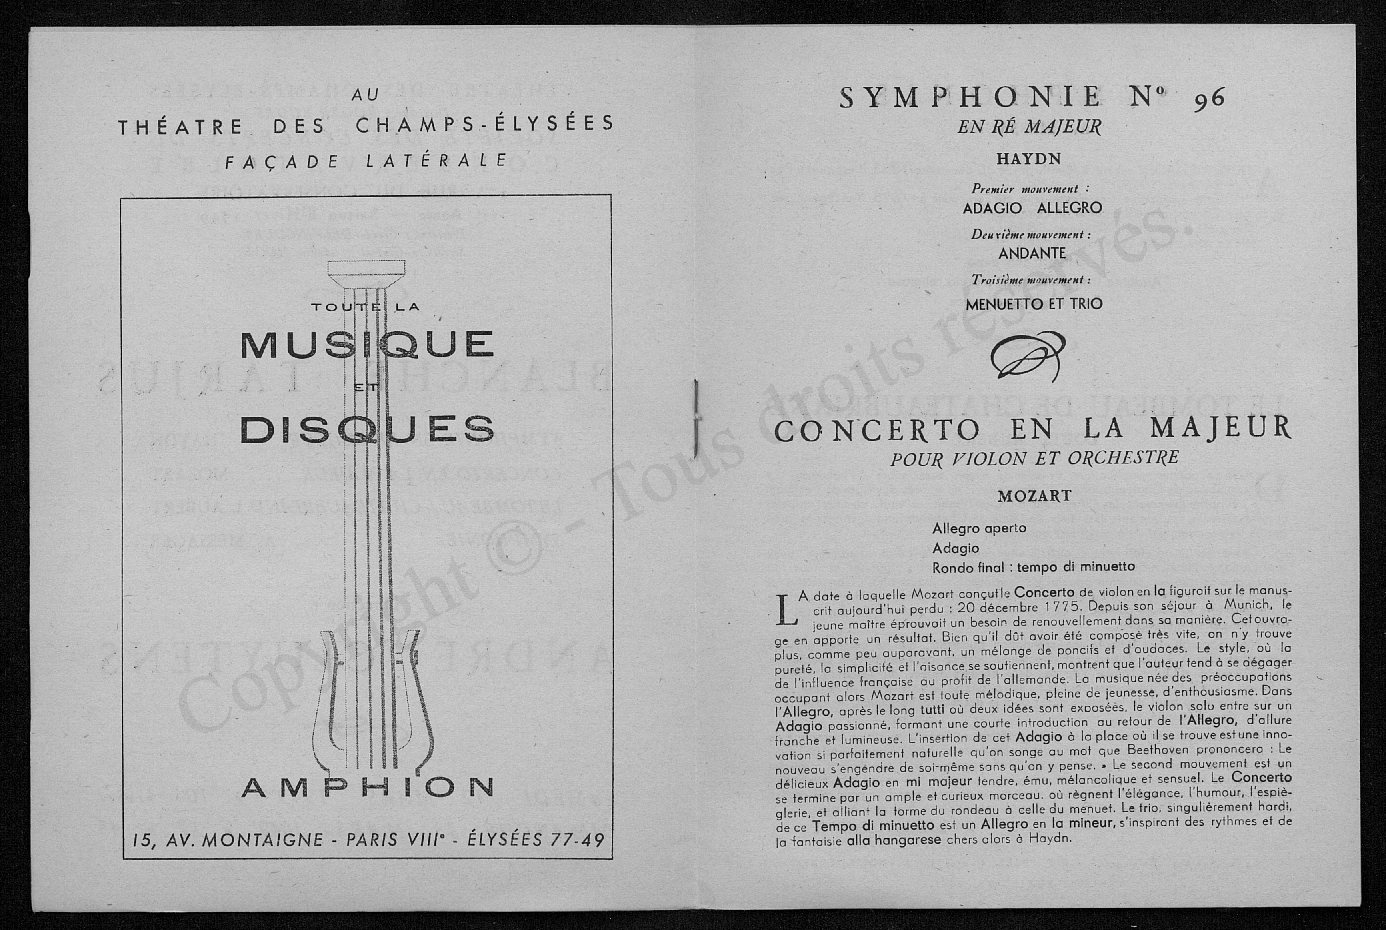 AU
THÉATRE DES CHAMPS-ÉLYSÉES
FAÇADE LATÉRALE
TOUTE LA
MUSIQUE
ET
DISQUES
AMPHION
15, AV. MONTAIGNE - PARIS VIIIe - ÉLYSÉES 77-49
SYMPHONIE No 96
EN RÉ MAJEUR
HAYDN
Premier mouvement :
ADAGIO ALLEGRO
Deuxième mouvement :
ANDANTE
Troisième mouvement :
MENUETTO ET TRIO
CONCERTO EN LA MAJEUR
POUR VIOLON ET ORCHESTRE
MOZART
Allegro aperto
Adagio
Rondo final : tempo di minuetto
LA date à laquelle Mozart conçut le Concerto de violon en la figurait sur le manus-
crit aujourd'hui perdu : 20 décembre 1775. Depuis son séjour à Munich, le
jeune maître éprouvait un besoin de renouvellement dans sa manière. Cet ouvra-
ge en apporte un résultat. Bien qu'il dût avoir été composé très vite, on n'y trouve
plus, comme peu auparavant, un mélange de poncifs et d'audaces. Le style, où la
pureté, la simplicité et l'aisance se soutiennent, montrent que l'auteur tend à se dégager
de l'influence française au profit de l'allemande. La musique née des préoccupations
occupant alors Mozart est toute mélodique, pleine de jeunesse, d'enthousiasme. Dans
l'Allegro, après le long tutti où deux idées sont exposées, le violon solo entre sur un
Adagio passionné, formant une courte introduction au retour de l'Allegro, d'allure
franche et lumineuse. L'insertion de cet Adagio à la place où il se trouve est une inno-
vation si parfaitement naturelle qu'on songe au mot que Beethoven prononcera : Le
nouveau s'engendre de soi-même sans qu'on y pense. » Le second mouvement est un
délicieux Adagio en mi majeur tendre, ému, mélancolique et sensuel. Le Concerto
se termine par un ample et curieux morceau, où règnent l'élégance, l'humour, l'espiè-
glerie, et alliant la forme du rondeau à celle du menuet. Le trio, singulièrement hardi,
de ce Tempo di minuetto est un Allegro en la mineur, s'inspirant des rythmes et de
la fantaisie alla hangarese chers alors à Haydn.
Copyright © - Tous droits réservés.